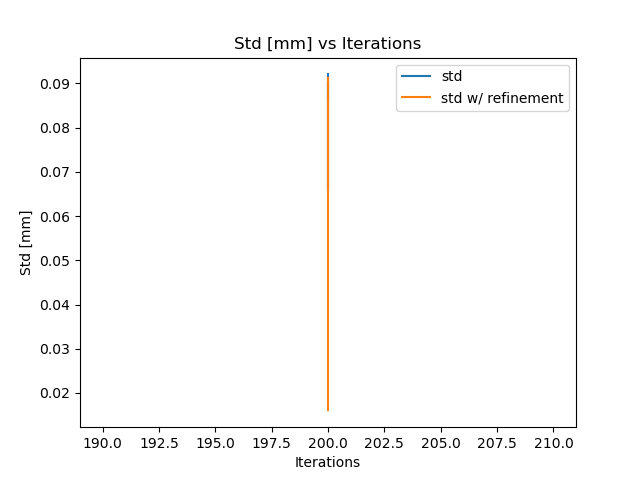 Std [mm] vs Iterations
std
std w/ refinement
Std [mm]
0.09
0.08
0.07
0.06
0.05
0.04
0.03
0.02
190.0 192.5 195.0 197.5 200.0 202.5 205.0 207.5 210.0
Iterations